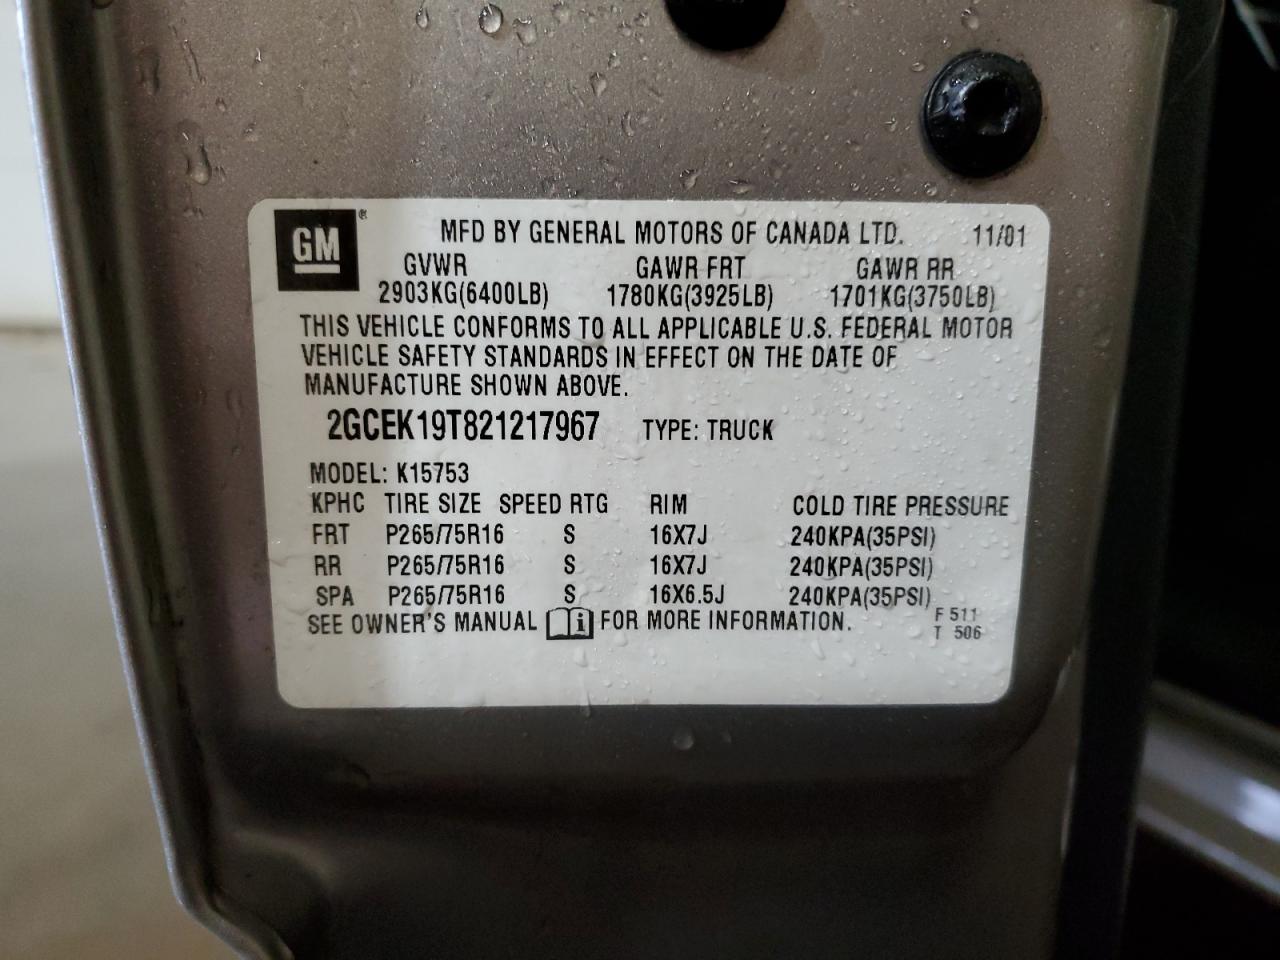 GM ® MFD BY GENERAL MOTORS OF CANADA LTD. 11/01
GVWR GAWR FRT GAWR RR
2903KG(6400LB) 1780KG(3925LB) 1701KG(3750LB)
THIS VEHICLE CONFORMS TO ALL APPLICABLE U.S. FEDERAL MOTOR
VEHICLE SAFETY STANDARDS IN EFFECT ON THE DATE OF
MANUFACTURE SHOWN ABOVE.
2GCEK19T821217967 TYPE: TRUCK
MODEL: K15753
KPHC TIRE SIZE SPEED RTG RIM COLD TIRE PRESSURE
FRT P265/75R16 S 16X7J 240KPA(35PSI)
RR P265/75R16 S 16X7J 240KPA(35PSI)
SPA P265/75R16 S 16X6.5J 240KPA(35PSI)
SEE OWNER'S MANUAL i FOR MORE INFORMATION.
F 511
T 506